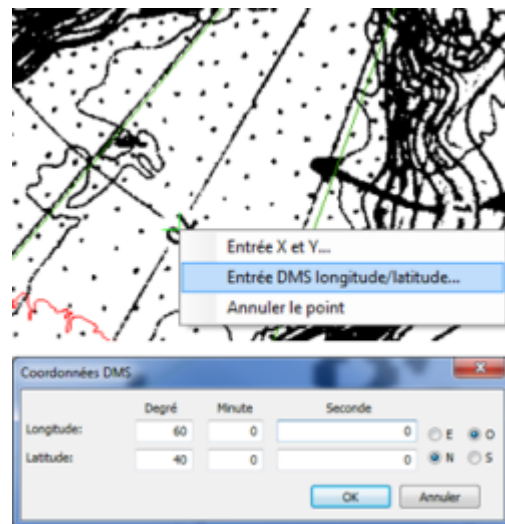 Entrée X et Y...
Entrée DMS longitude/latitude...
Annuler le point
Coordonnées DMS
Degré Minute Seconde
Longitude: 60 0 0 E O
Latitude: 40 0 0 N S
OK Annuler